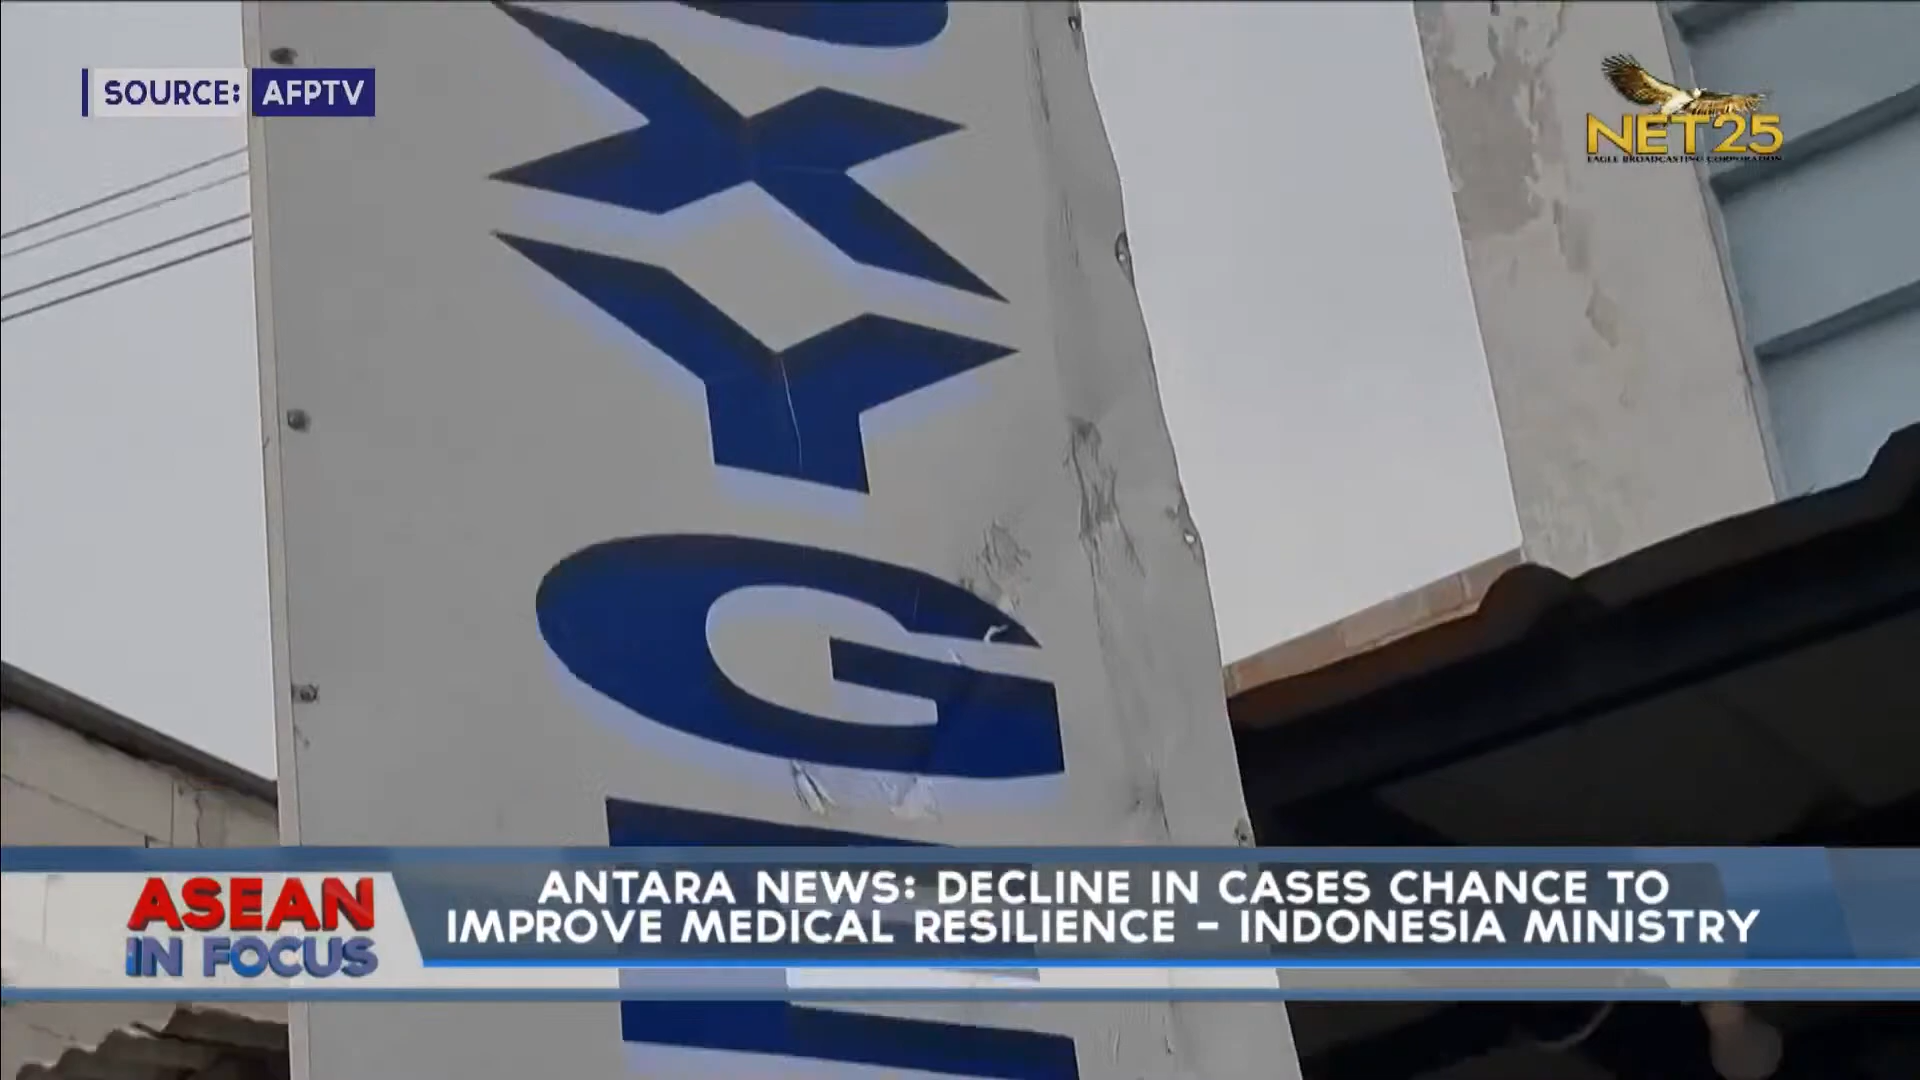 SOURCE: AFPTV
NET25
EAGLE BROADCASTING CORPORATION
O
X
Y
G
E
ASEAN
IN FOCUS
ANTARA NEWS: DECLINE IN CASES CHANCE TO
IMPROVE MEDICAL RESILIENCE - INDONESIA MINISTRY